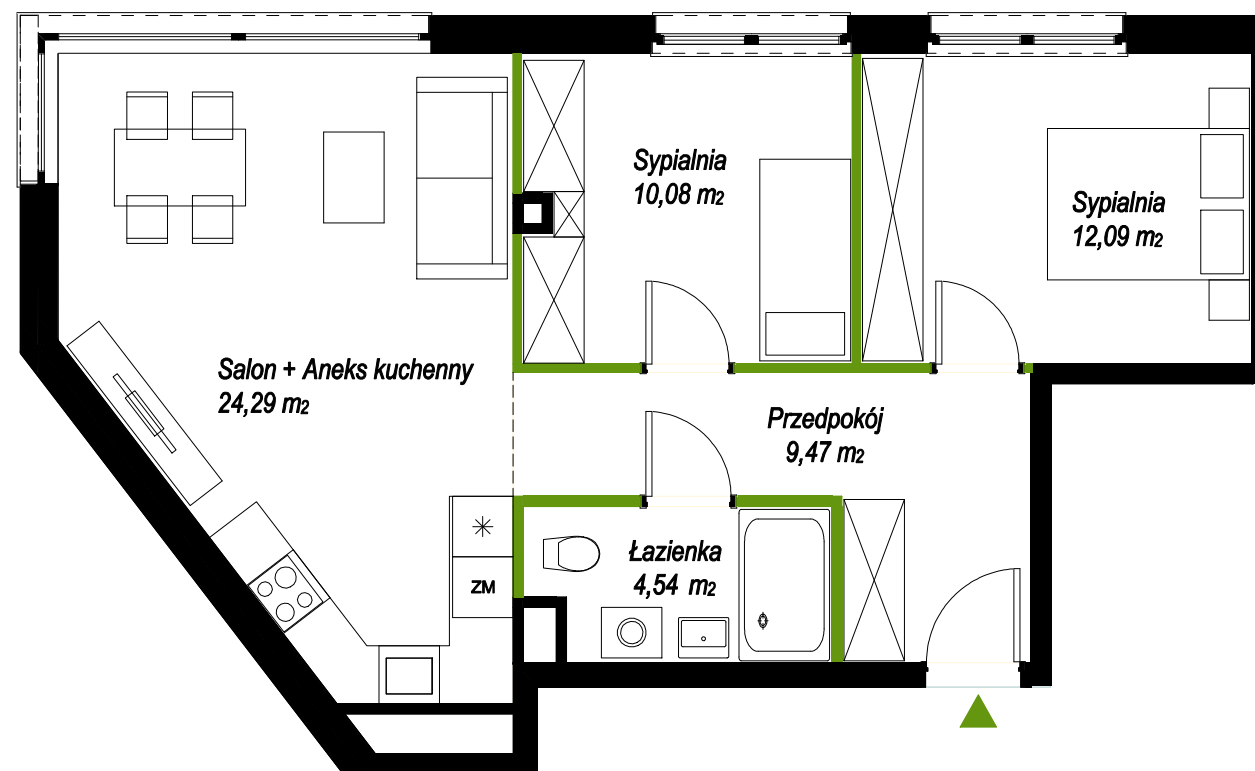 Sypialnia
10,08 m2
Sypialnia
12,09 m2
Salon + Aneks kuchenny
24,29 m2
Przedpokój
9,47 m2
Łazienka
4,54 m2
ZM